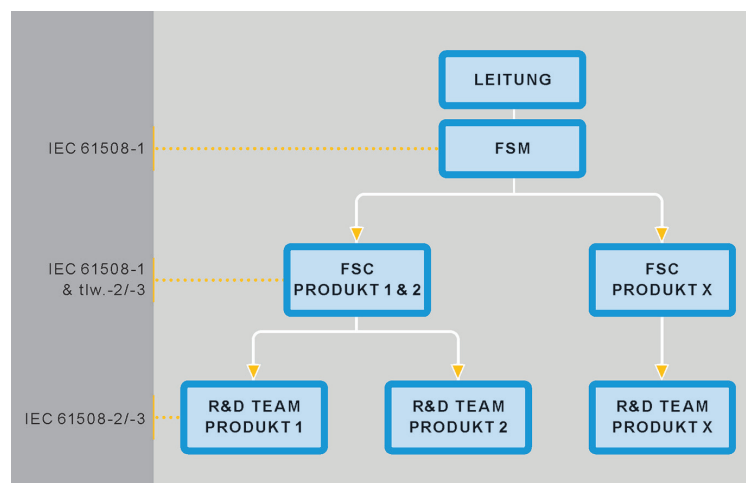 LEITUNG
IEC 61508-1
FSM
IEC 61508-1
& tlw.-2/-3
FSC
PRODUKT 1 & 2
FSC
PRODUKT X
IEC 61508-2/-3
R&D TEAM
PRODUKT 1
R&D TEAM
PRODUKT 2
R&D TEAM
PRODUKT X